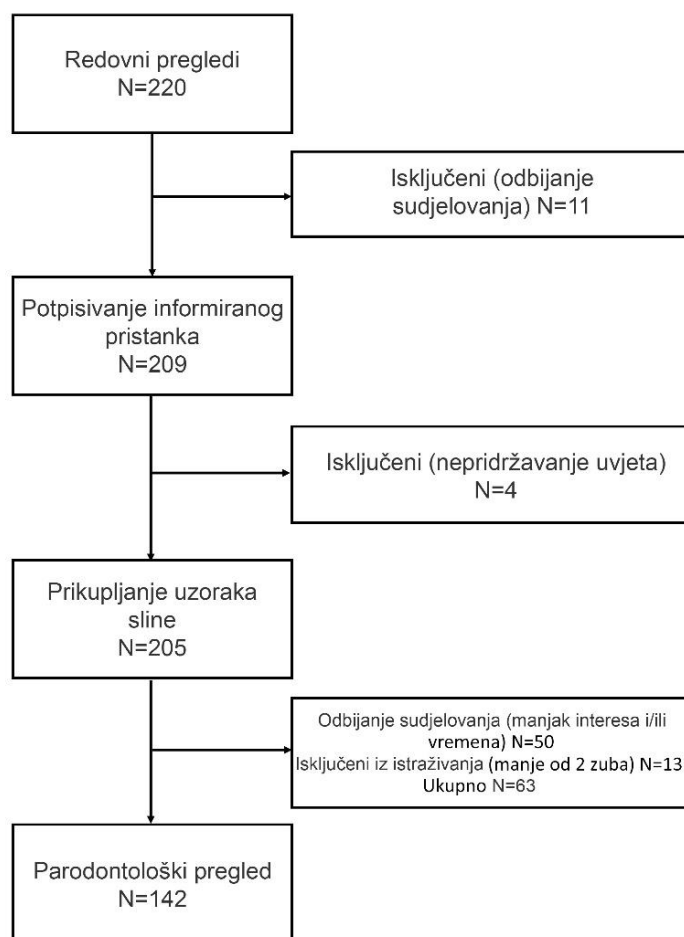 Redovni pregledi
N=220
Isključeni (odbijanje
sudjelovanja) N=11
Potpisivanje informiranog
pristanka
N=209
Isključeni (nepridržavanje uvjeta)
N=4
Prikupljanje uzoraka
sline
N=205
Odbijanje sudjelovanja (manjak interesa i/ili
vremena) N=50
Isključeni iz istraživanja (manje od 2 zuba) N=13
Ukupno N=63
Parodontološki pregled
N=142